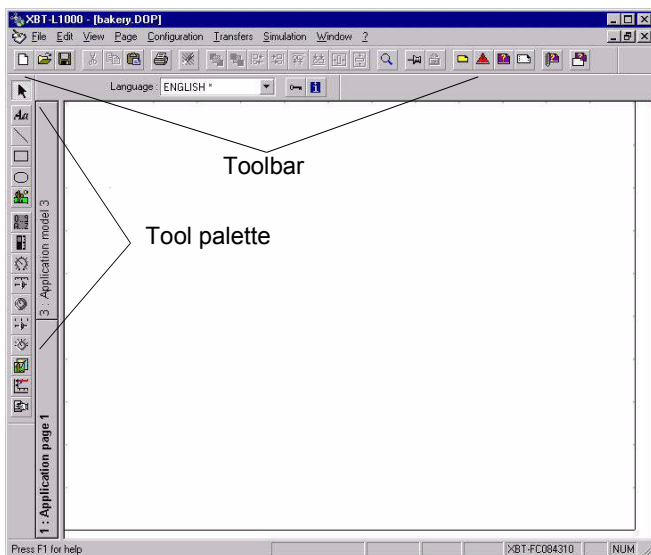 XBT-L1000 - [bakery.DOP]
File Edit View Page Configuration Transfers Simulation Window ?
Language : ENGLISH *
Aa
Toolbar
Tool palette
3 : Application model 3
1 : Application page 1
Press F1 for help XBT-FC084310 NUM